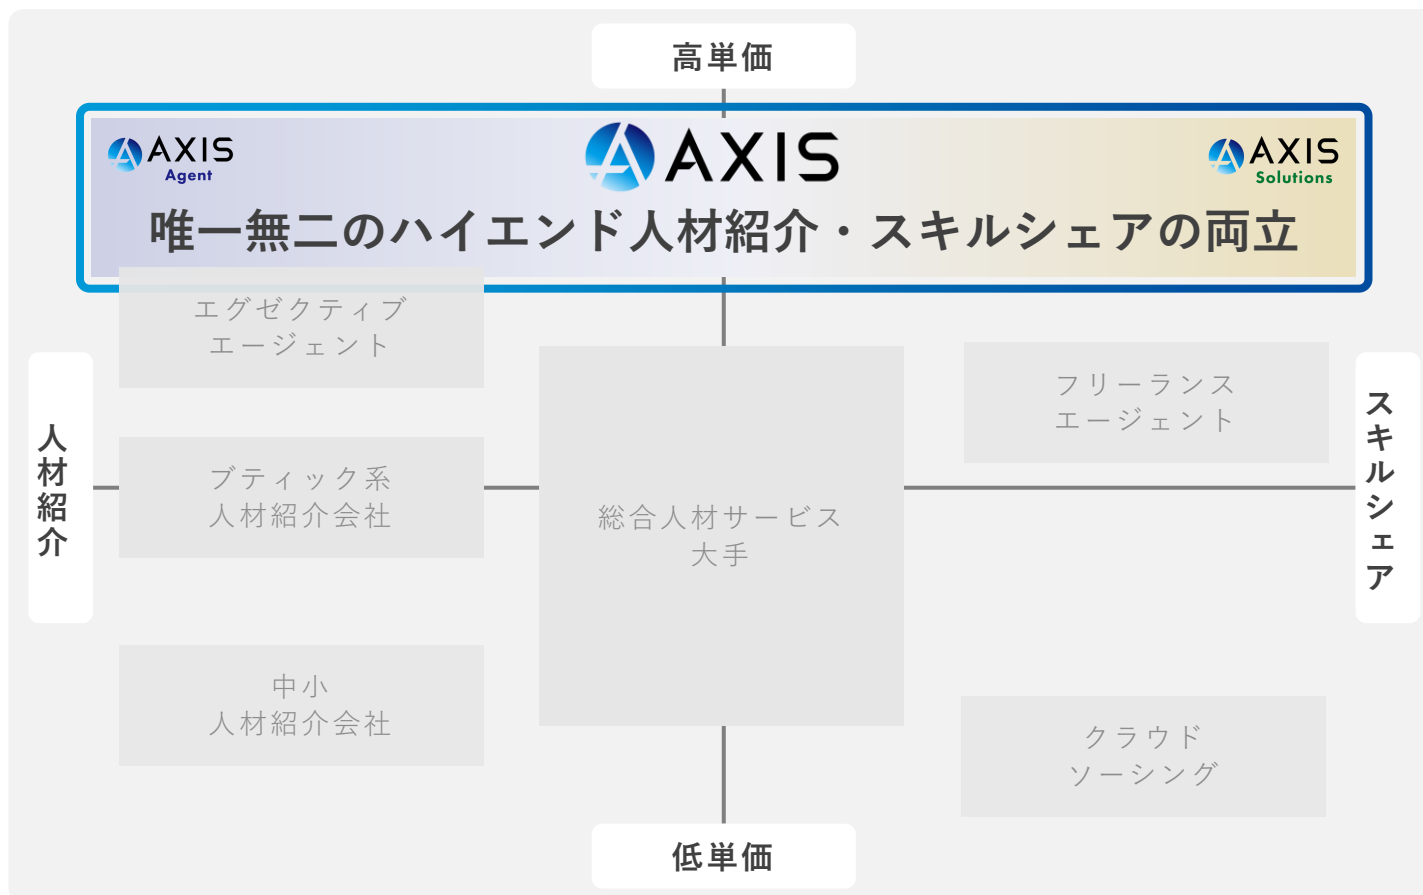 高単価
AXIS
Agent
AXIS
AXIS
Solutions
唯一無二のハイエンド人材紹介・スキルシェアの両立
エグゼクティブ
エージェント
フリーランス
エージェント
人材紹介
スキルシェア
ブティック系
人材紹介会社
総合人材サービス
大手
中小
人材紹介会社
クラウド
ソーシング
低単価